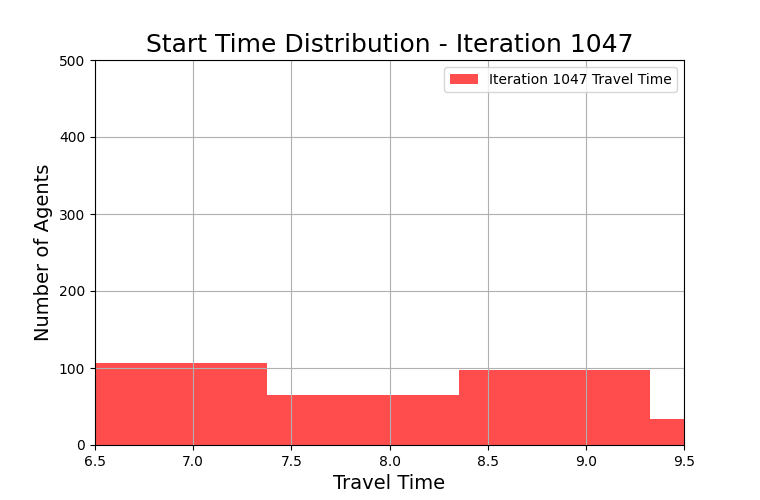 Start Time Distribution - Iteration 1047
Iteration 1047 Travel Time
Number of Agents
500
400
300
200
100
0
6.5 7.0 7.5 8.0 8.5 9.0 9.5
Travel Time